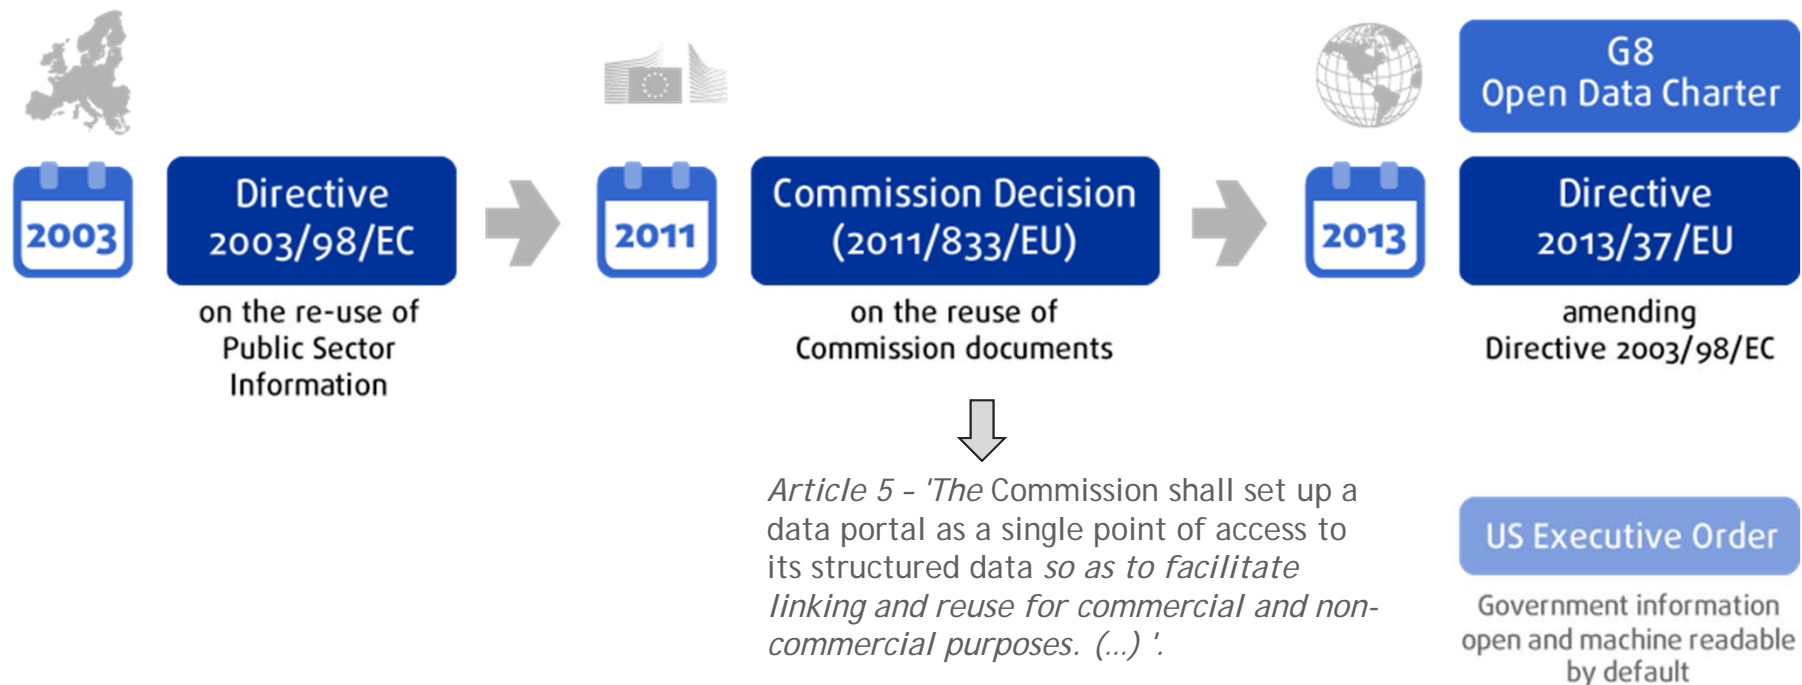 2003
Directive
2003/98/EC
on the re-use of
Public Sector
Information
2011
Commission Decision
(2011/833/EU)
on the reuse of
Commission documents
Article 5 – 'The Commission shall set up a
data portal as a single point of access to
its structured data so as to facilitate
linking and reuse for commercial and non-
commercial purposes. (...) '.
G8
Open Data Charter
2013
Directive
2013/37/EU
amending
Directive 2003/98/EC
US Executive Order
Government information
open and machine readable
by default